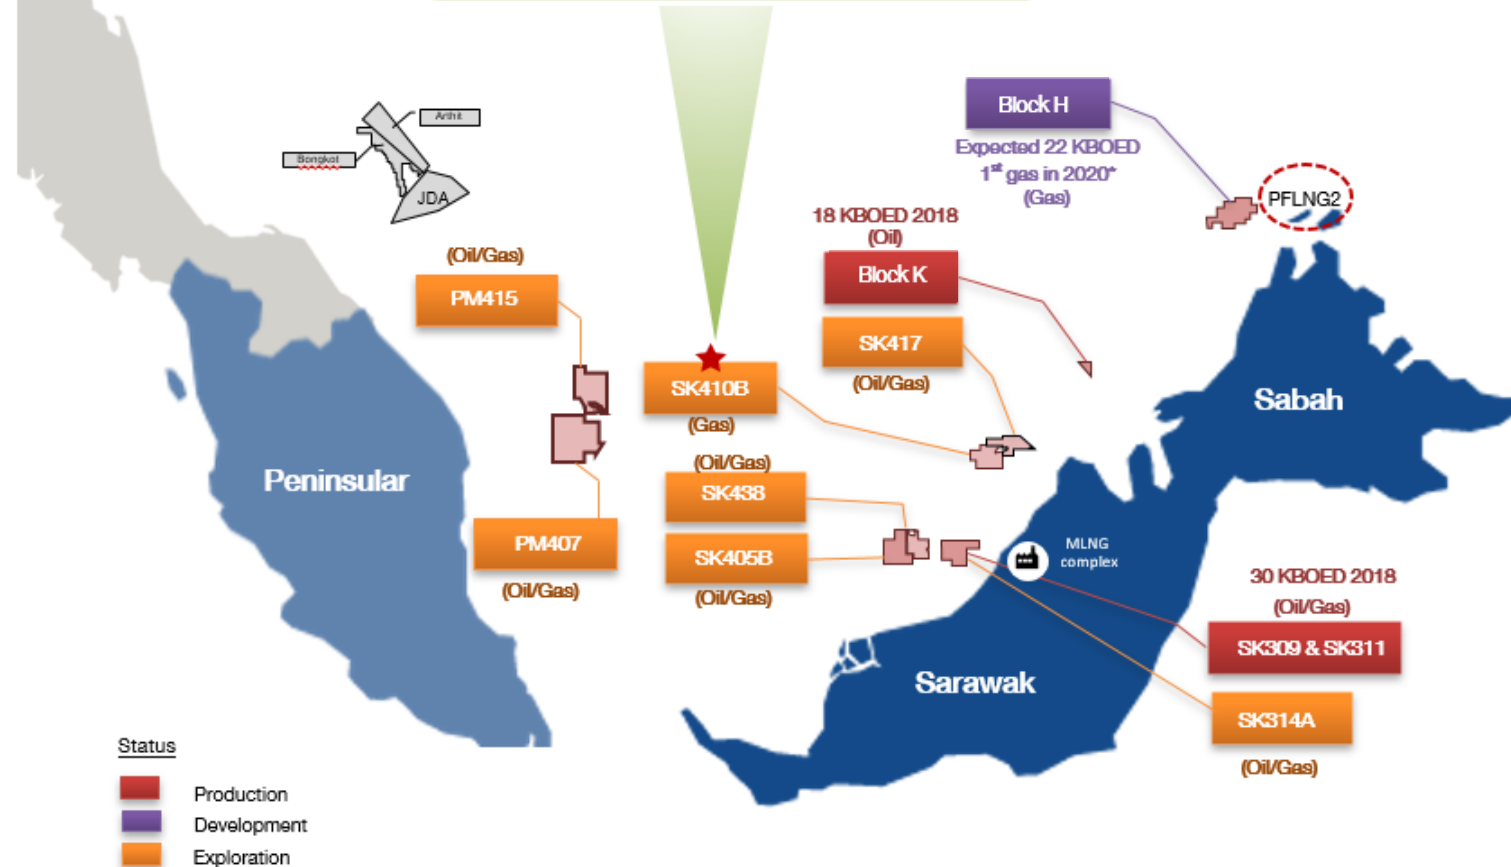 Block H
Expected 22 KBOED
1st gas in 2020*
(Gas)
PFLNG2
Arthit
Bongkot
JDA
18 KBOED 2018
(Oil)
Block K
(Oil/Gas)
PM415
SK417
(Oil/Gas)
SK410B
(Gas)
Sabah
(Oil/Gas)
SK438
Peninsular
PM407
(Oil/Gas)
SK405B
(Oil/Gas)
MLNG
complex
30 KBOED 2018
(Oil/Gas)
SK309 & SK311
Sarawak
SK314A
(Oil/Gas)
Status
Production
Development
Exploration